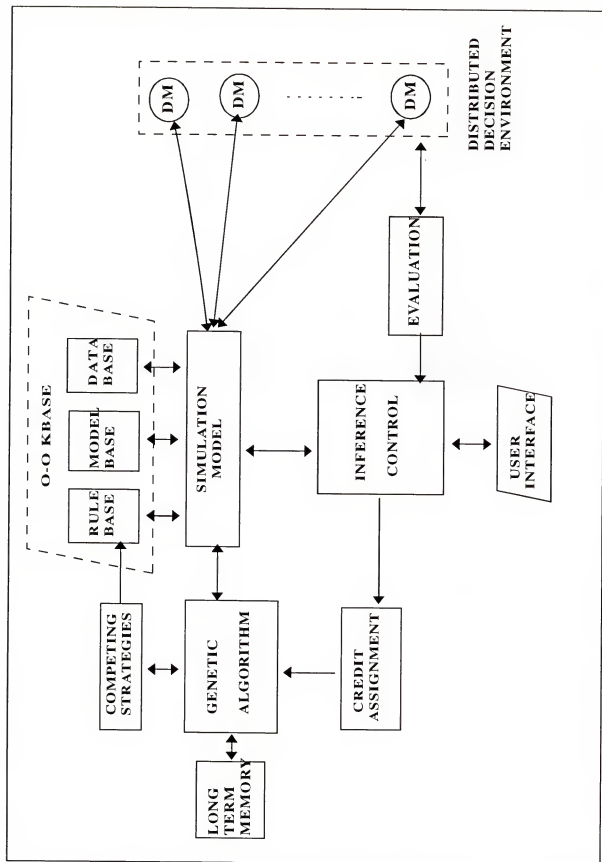 O-O KBASE
RULE
BASE
MODEL
BASE
DATA
BASE
COMPETING
STRATEGIES
LONG
TERM
MEMORY
GENETIC
ALGORITHM
SIMULATION
MODEL
DM
DM
DM
CREDIT
ASSIGNMENT
INFERENCE
CONTROL
EVALUATION
DISTRIBUTED
DECISION
ENVIRONMENT
USER
INTERFACE